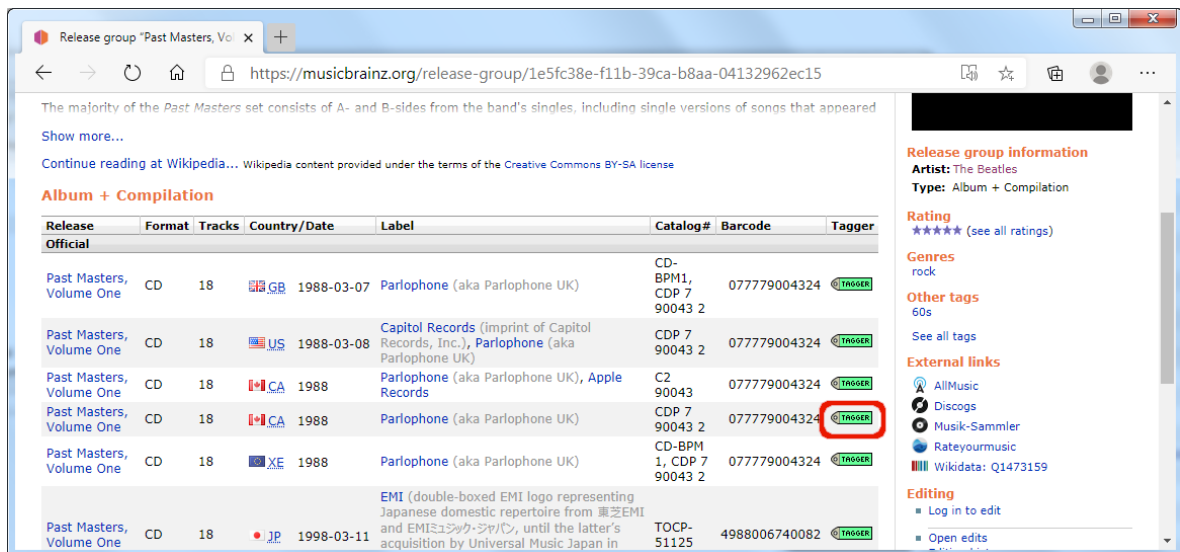 Release group "Past Masters, Vol
https://musicbrainz.org/release-group/1e5fc38e-f11b-39ca-b8aa-04132962ec15
The majority of the Past Masters set consists of A- and B-sides from the band's singles, including single versions of songs that appeared
Show more...
Continue reading at Wikipedia... Wikipedia content provided under the terms of the Creative Commons BY-SA license
Album + Compilation
Release Format Tracks Country/Date Label Catalog# Barcode Tagger
Official
Past Masters, Volume One CD 18 GB 1988-03-07 Parlophone (aka Parlophone UK) CD-BPM1, CDP 7 90043 2 077779004324 TAGGER
Past Masters, Volume One CD 18 US 1988-03-08 Capitol Records (imprint of Capitol Records, Inc.), Parlophone (aka Parlophone UK) CDP 7 90043 2 077779004324 TAGGER
Past Masters, Volume One CD 18 CA 1988 Parlophone (aka Parlophone UK), Apple Records C2 90043 077779004324 TAGGER
Past Masters, Volume One CD 18 CA 1988 Parlophone (aka Parlophone UK) CDP 7 90043 2 077779004324 TAGGER
Past Masters, Volume One CD 18 XE 1988 Parlophone (aka Parlophone UK) CD-BPM 1, CDP 7 90043 2 077779004324 TAGGER
Past Masters, Volume One CD 18 JP 1998-03-11 EMI (double-boxed EMI logo representing Japanese domestic repertoire from 東芝EMI and EMIミュージック・ジャパン, until the latter's acquisition by Universal Music Japan in TOCP-51125 4988006740082 TAGGER
Release group information
Artist: The Beatles
Type: Album + Compilation
Rating
★★★★★ (see all ratings)
Genres
rock
Other tags
60s
See all tags
External links
AllMusic
Discogs
Musik-Sammler
Rateyourmusic
Wikidata: Q1473159
Editing
Log in to edit
Open edits